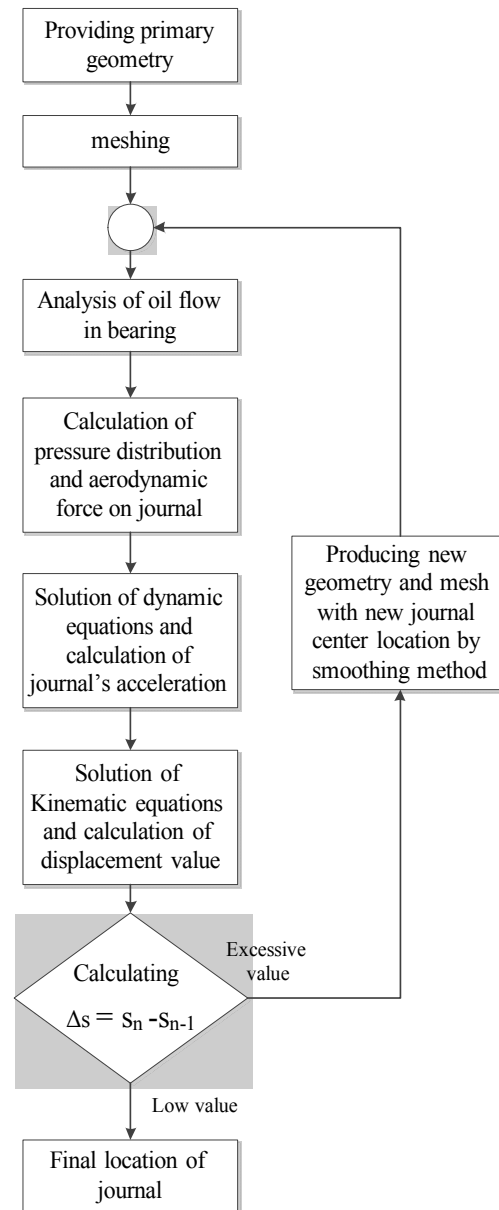 Providing primary
geometry
meshing
Analysis of oil flow
in bearing
Calculation of
pressure distribution
and aerodynamic
force on journal
Solution of dynamic
equations and
calculation of
journal's acceleration
Producing new
geometry and mesh
with new journal
center location by
smoothing method
Solution of
Kinematic equations
and calculation of
displacement value
Calculating
Δs = sₙ -sₙ₋₁
Excessive
value
Low value
Final location of
journal